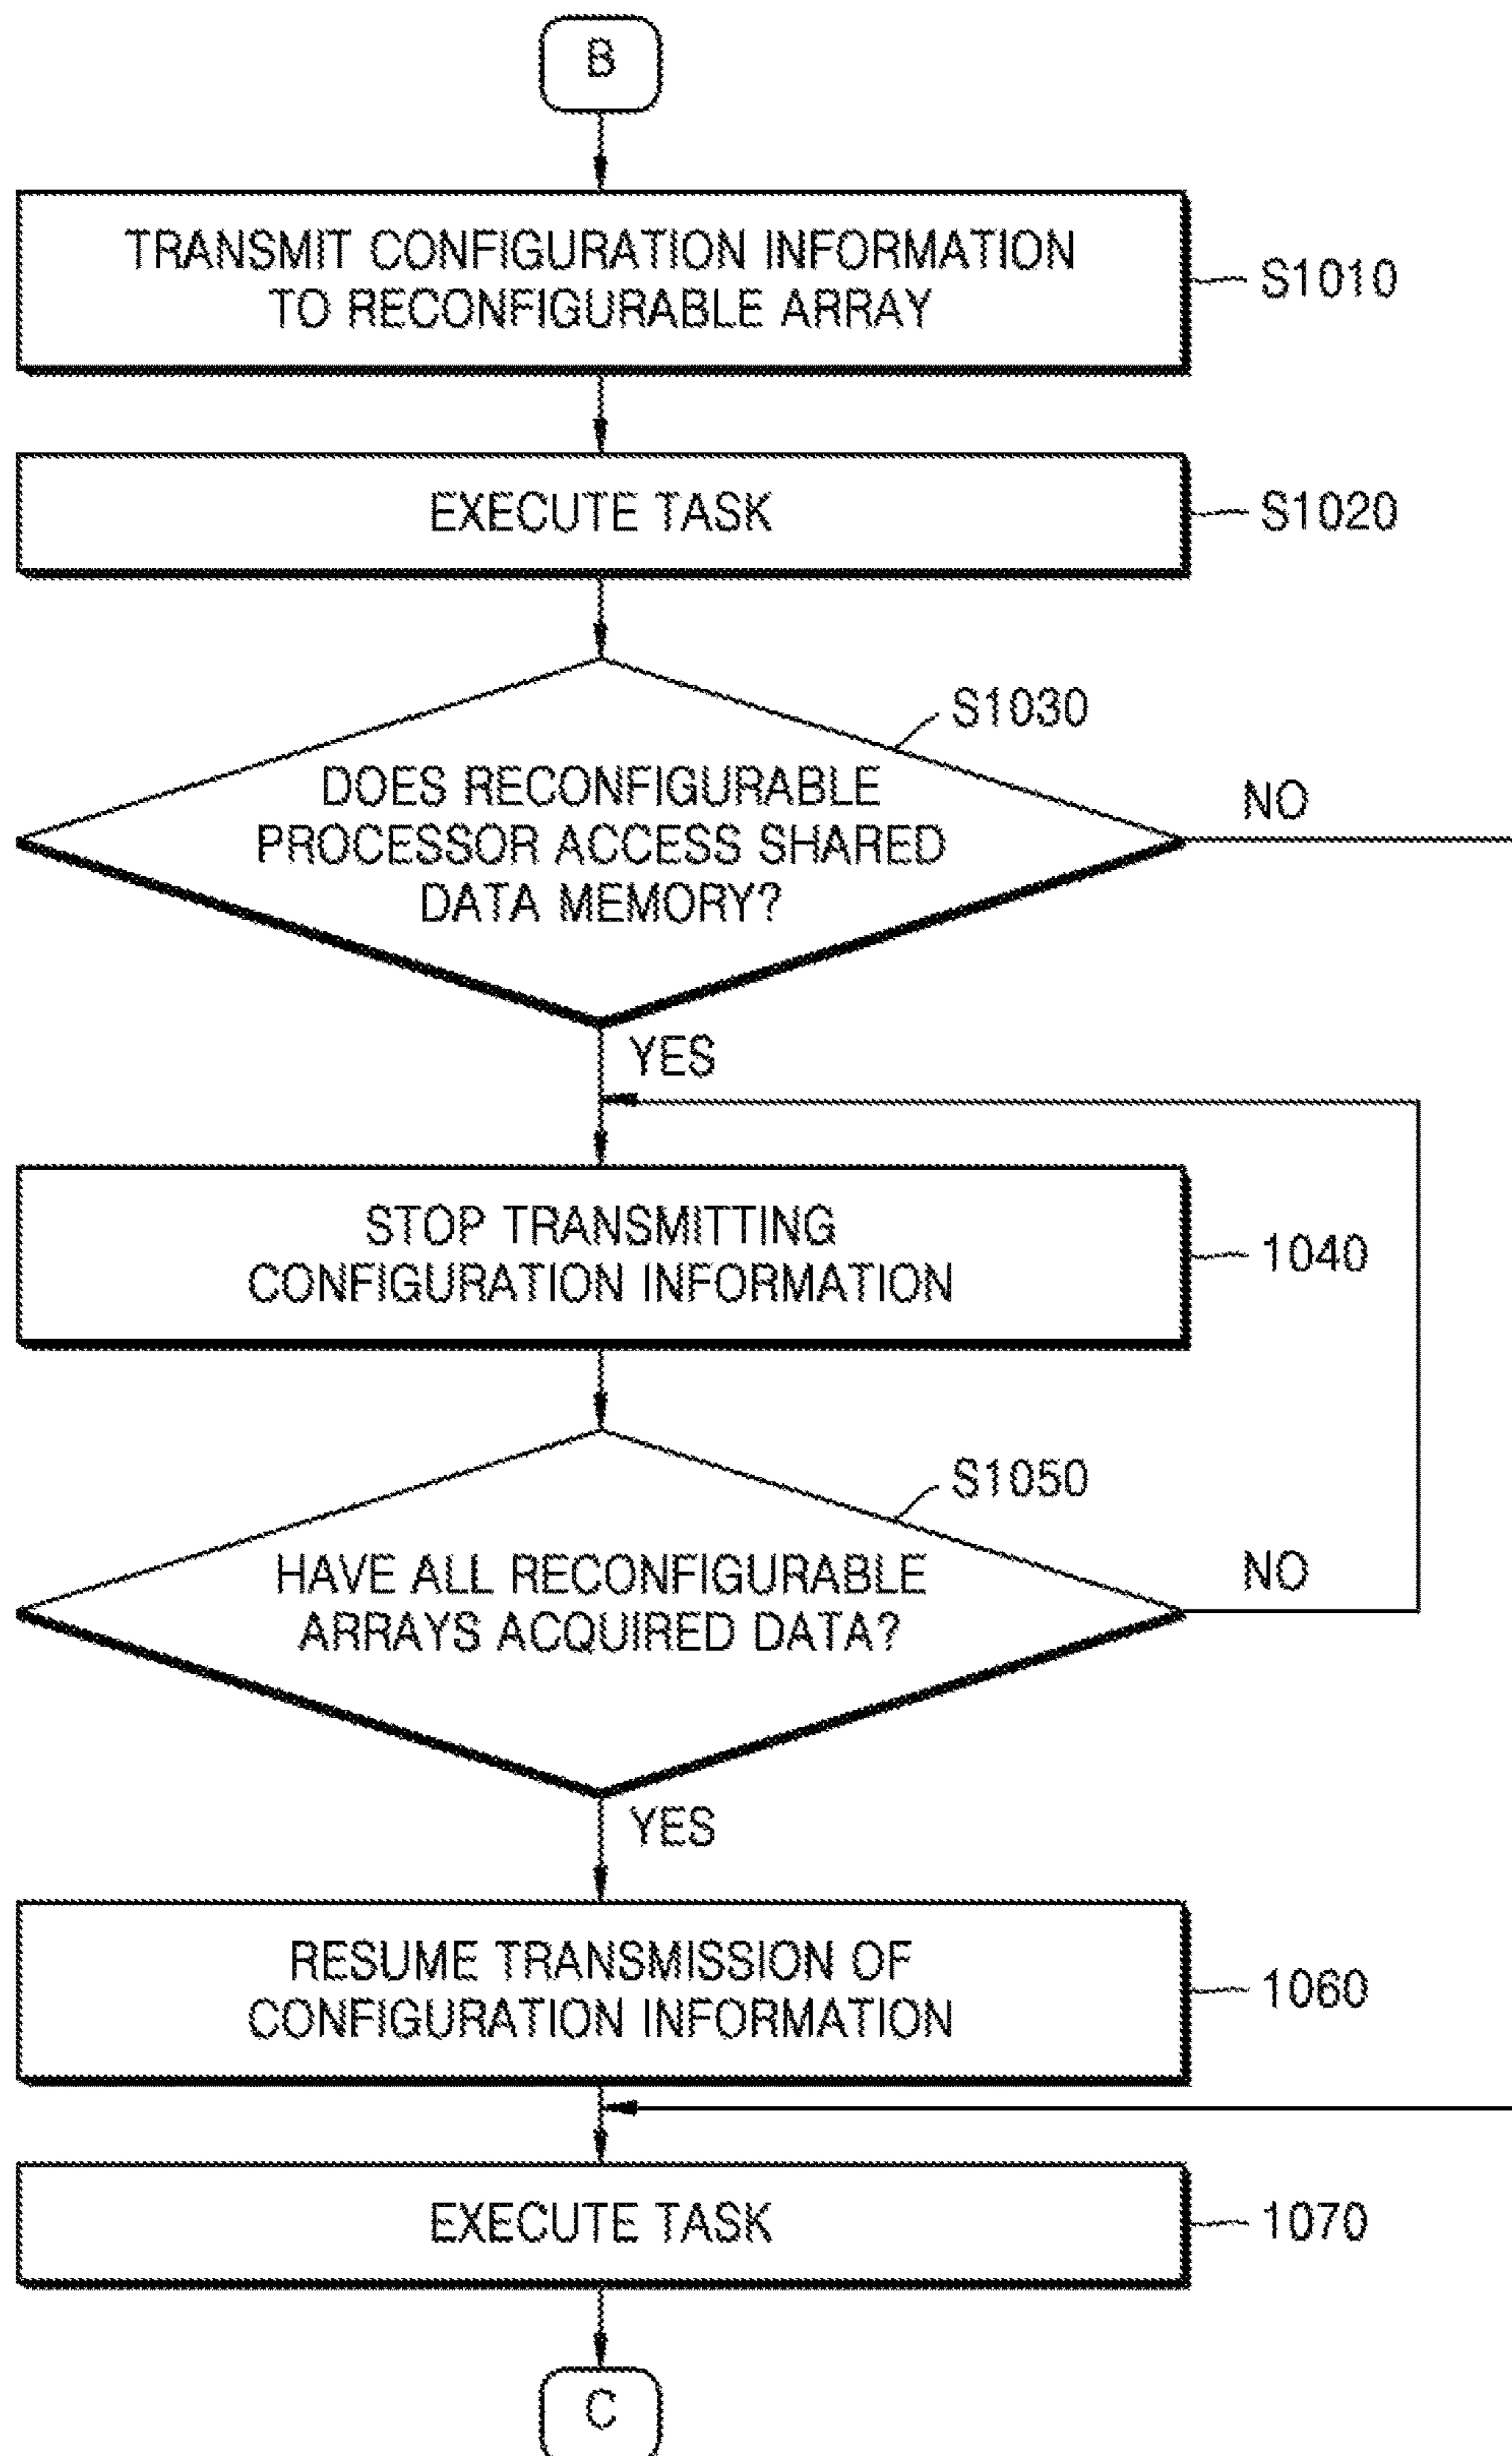 B
TRANSMIT CONFIGURATION INFORMATION
TO RECONFIGURABLE ARRAY
S1010
EXECUTE TASK
S1020
S1030
DOES RECONFIGURABLE
PROCESSOR ACCESS SHARED
DATA MEMORY?
NO
YES
STOP TRANSMITTING
CONFIGURATION INFORMATION
1040
S1050
HAVE ALL RECONFIGURABLE
ARRAYS ACQUIRED DATA?
NO
YES
RESUME TRANSMISSION OF
CONFIGURATION INFORMATION
1060
EXECUTE TASK
1070
C